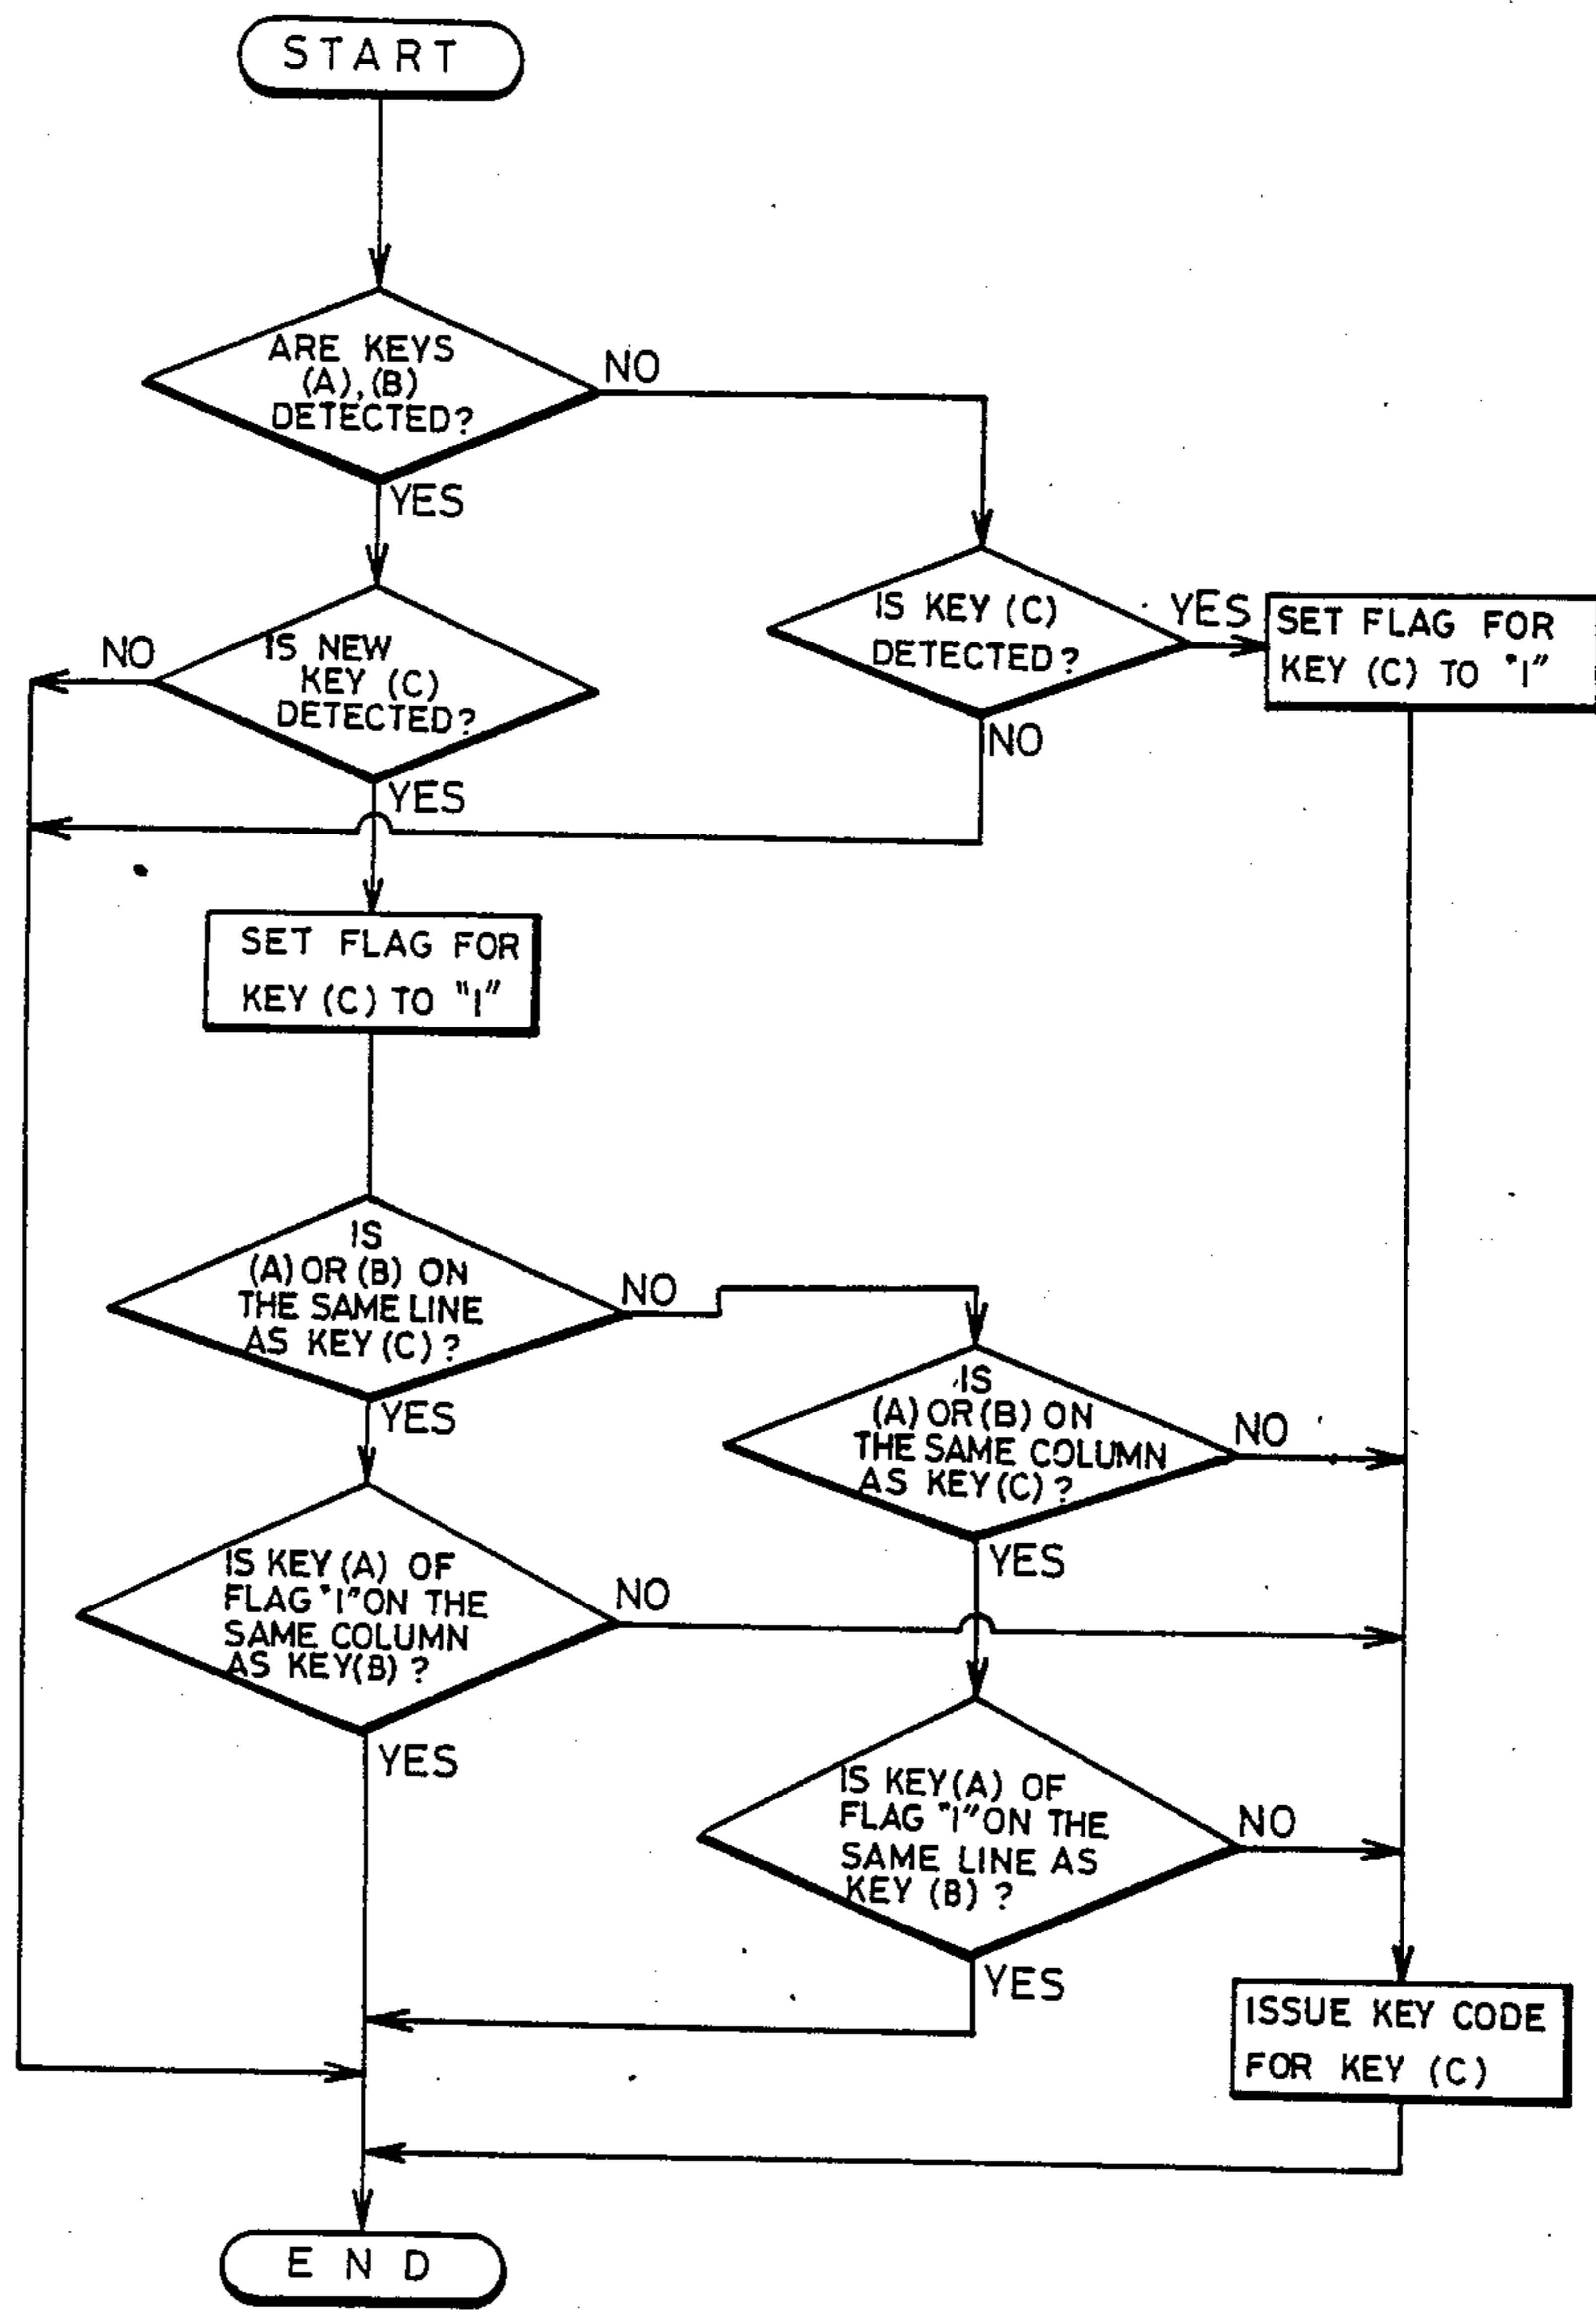 START
ARE KEYS
(A), (B)
DETECTED?
NO
YES
IS NEW
KEY (C)
DETECTED?
NO
YES
IS KEY (C)
DETECTED?
YES
NO
SET FLAG FOR
KEY (C) TO "1"
SET FLAG FOR
KEY (C) TO "1"
IS
(A) OR (B) ON
THE SAME LINE
AS KEY (C) ?
NO
YES
IS
(A) OR (B) ON
THE SAME COLUMN
AS KEY (C) ?
NO
YES
IS KEY (A) OF
FLAG "1" ON THE
SAME COLUMN
AS KEY (B) ?
NO
YES
IS KEY (A) OF
FLAG "1" ON THE
SAME LINE AS
KEY (B) ?
NO
YES
ISSUE KEY CODE
FOR KEY (C)
END